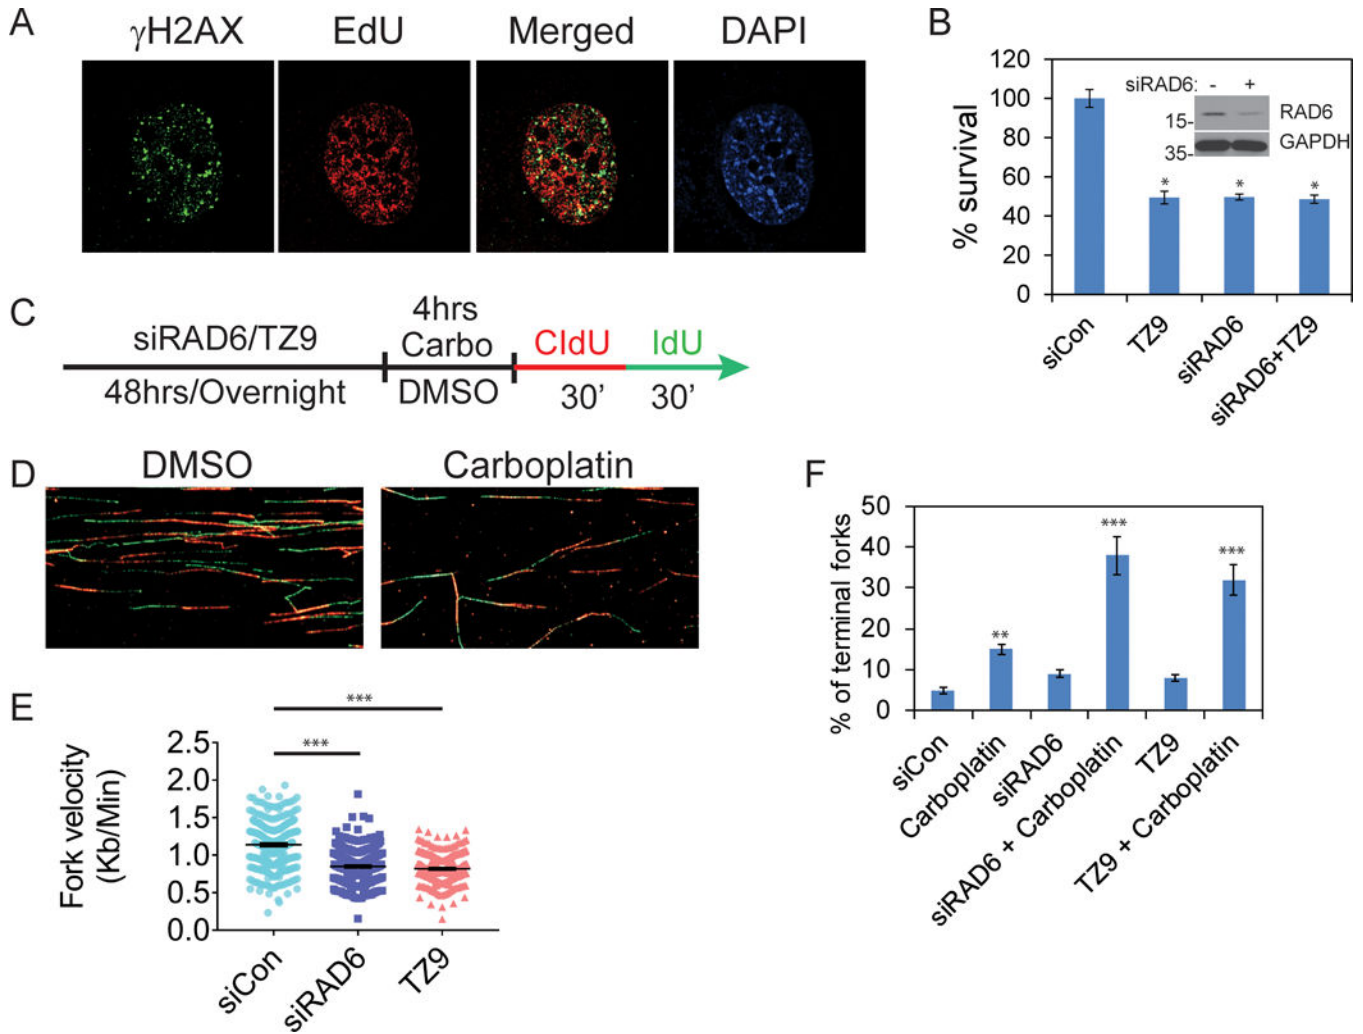 A
γH2AX
EdU
Merged
DAPI
B
% survival
120
100
80
60
40
20
0
siRAD6: - +
15-
RAD6
35-
GAPDH
*
*
*
siCon
TZ9
siRAD6
siRAD6+TZ9
C
siRAD6/TZ9
48hrs/Overnight
4hrs
Carbo
DMSO
CldU
IdU
30’
30’
D
DMSO
Carboplatin
E
***
***
Fork velocity
(Kb/Min)
2.5
2.0
1.5
1.0
0.5
0.0
siCon
siRAD6
TZ9
F
% of terminal forks
50
40
30
20
10
0
**
***
***
siCon
Carboplatin
siRAD6
siRAD6 + Carboplatin
TZ9
TZ9 + Carboplatin